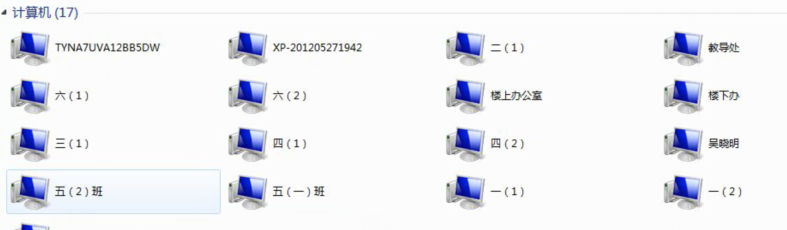 计算机 (17)
TYNA7UVA12BB5DW
XP-201205271942
二 ( 1 )
教导处
六 ( 1 )
六 ( 2 )
楼上办公室
楼下办
三 ( 1 )
四 ( 1 )
四 ( 2 )
吴晓明
五 ( 2 ) 班
五 ( 一 ) 班
一 ( 1 )
一 ( 2 )